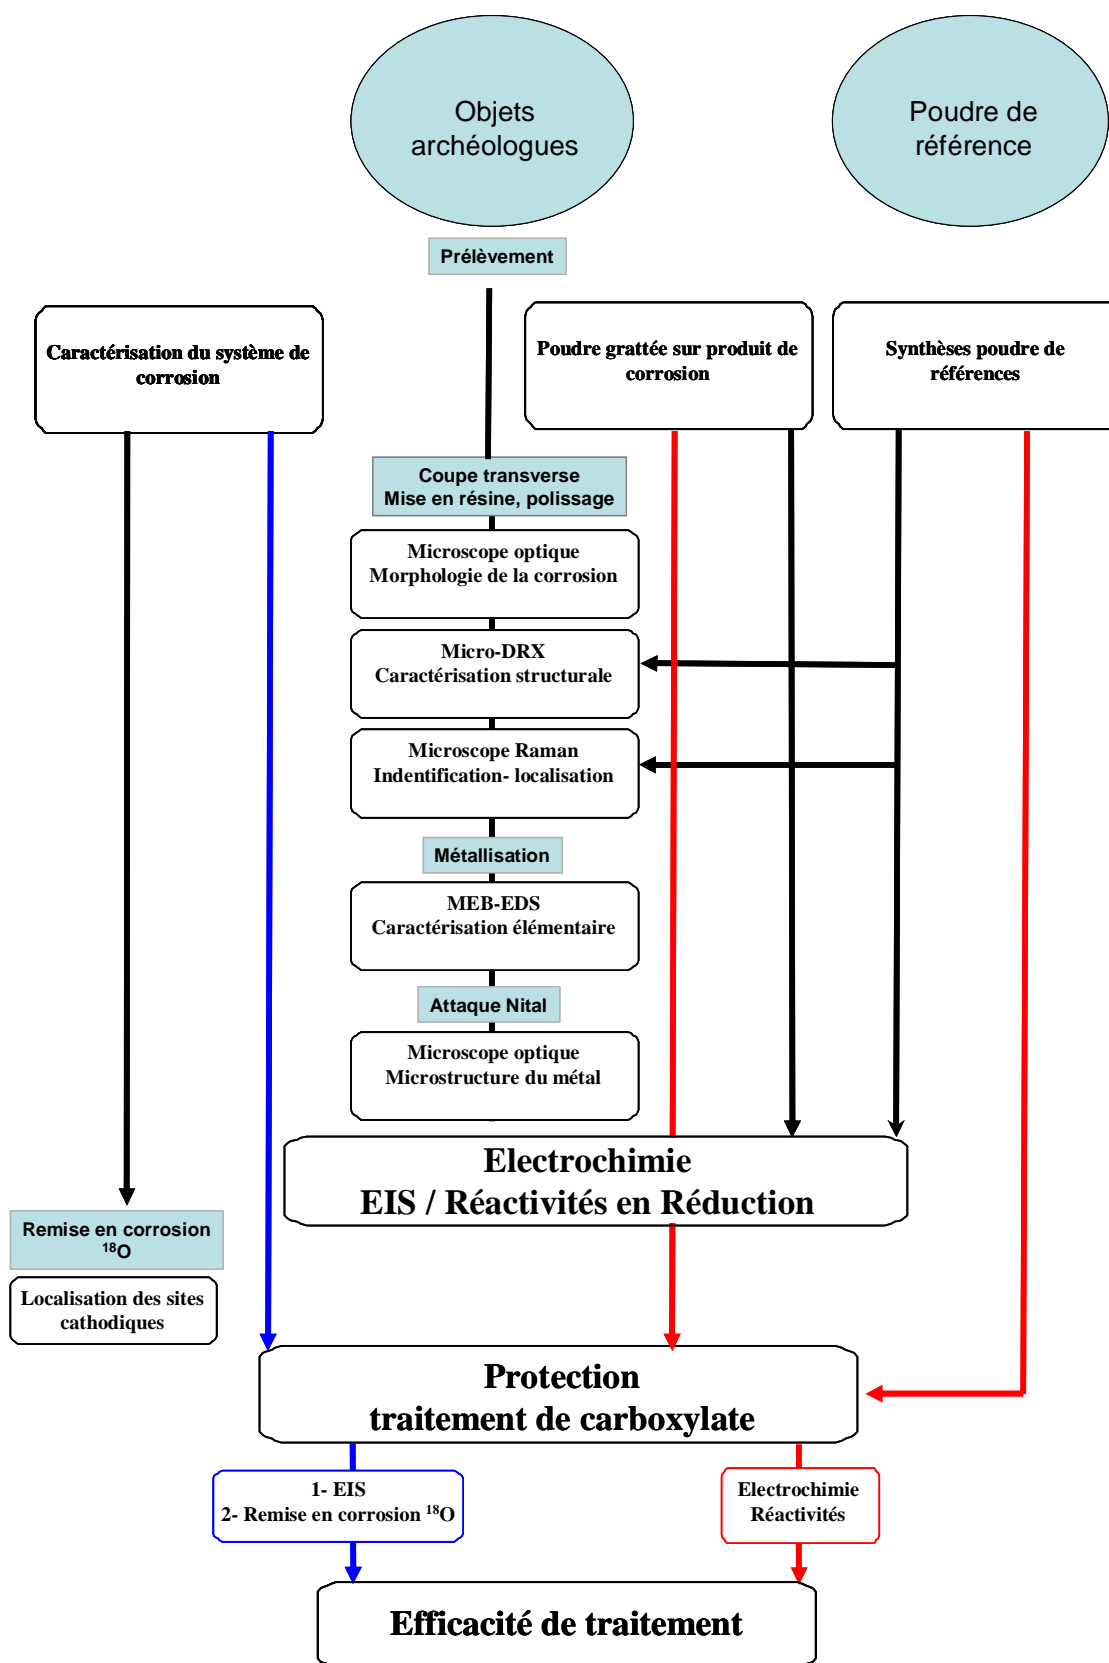 Objets
archéologues
Poudre de
référence
Prélèvement
Caractérisation du système de
corrosion
Poudre grattée sur produit de
corrosion
Synthèses poudre de
références
Coupe transverse
Mise en résine, polissage
Microscope optique
Morphologie de la corrosion
Micro-DRX
Caractérisation structurale
Microscope Raman
Indentification- localisation
Métallisation
MEB-EDS
Caractérisation élémentaire
Attaque Nital
Microscope optique
Microstructure du métal
Electrochimie
EIS / Réactivités en Réduction
Remise en corrosion
¹⁸O
Localisation des sites
cathodiques
Protection
traitement de carboxylate
1- EIS
2- Remise en corrosion ¹⁸O
Electrochimie
Réactivités
Efficacité de traitement